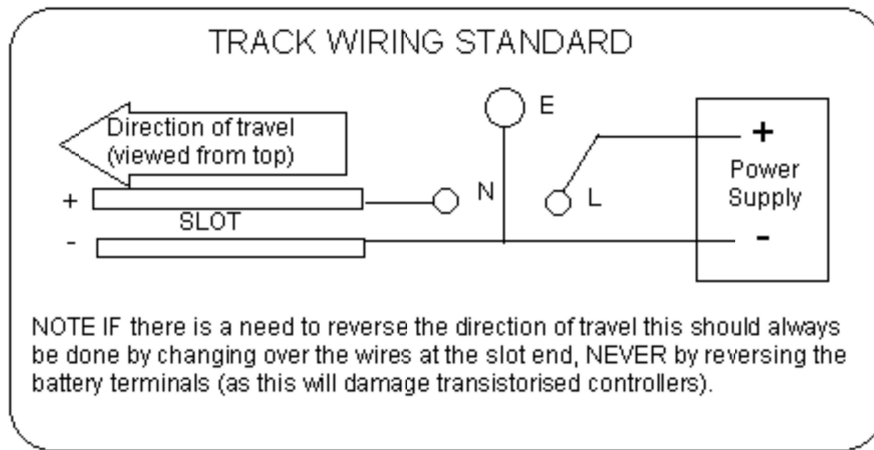 TRACK WIRING STANDARD
Direction of travel
(viewed from top)
E
+
Power
Supply
-
N
L
+
SLOT
-
NOTE IF there is a need to reverse the direction of travel this should always
be done by changing over the wires at the slot end, NEVER by reversing the
battery terminals (as this will damage transistorised controllers).